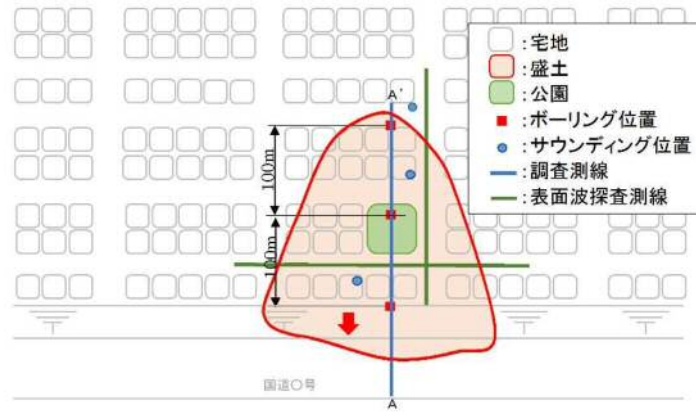 ：宅地
：盛土
：公園
：ボーリング位置
：サウンディング位置
：調査測線
：表面波探査測線
A'
100m
100m
国道○号
A